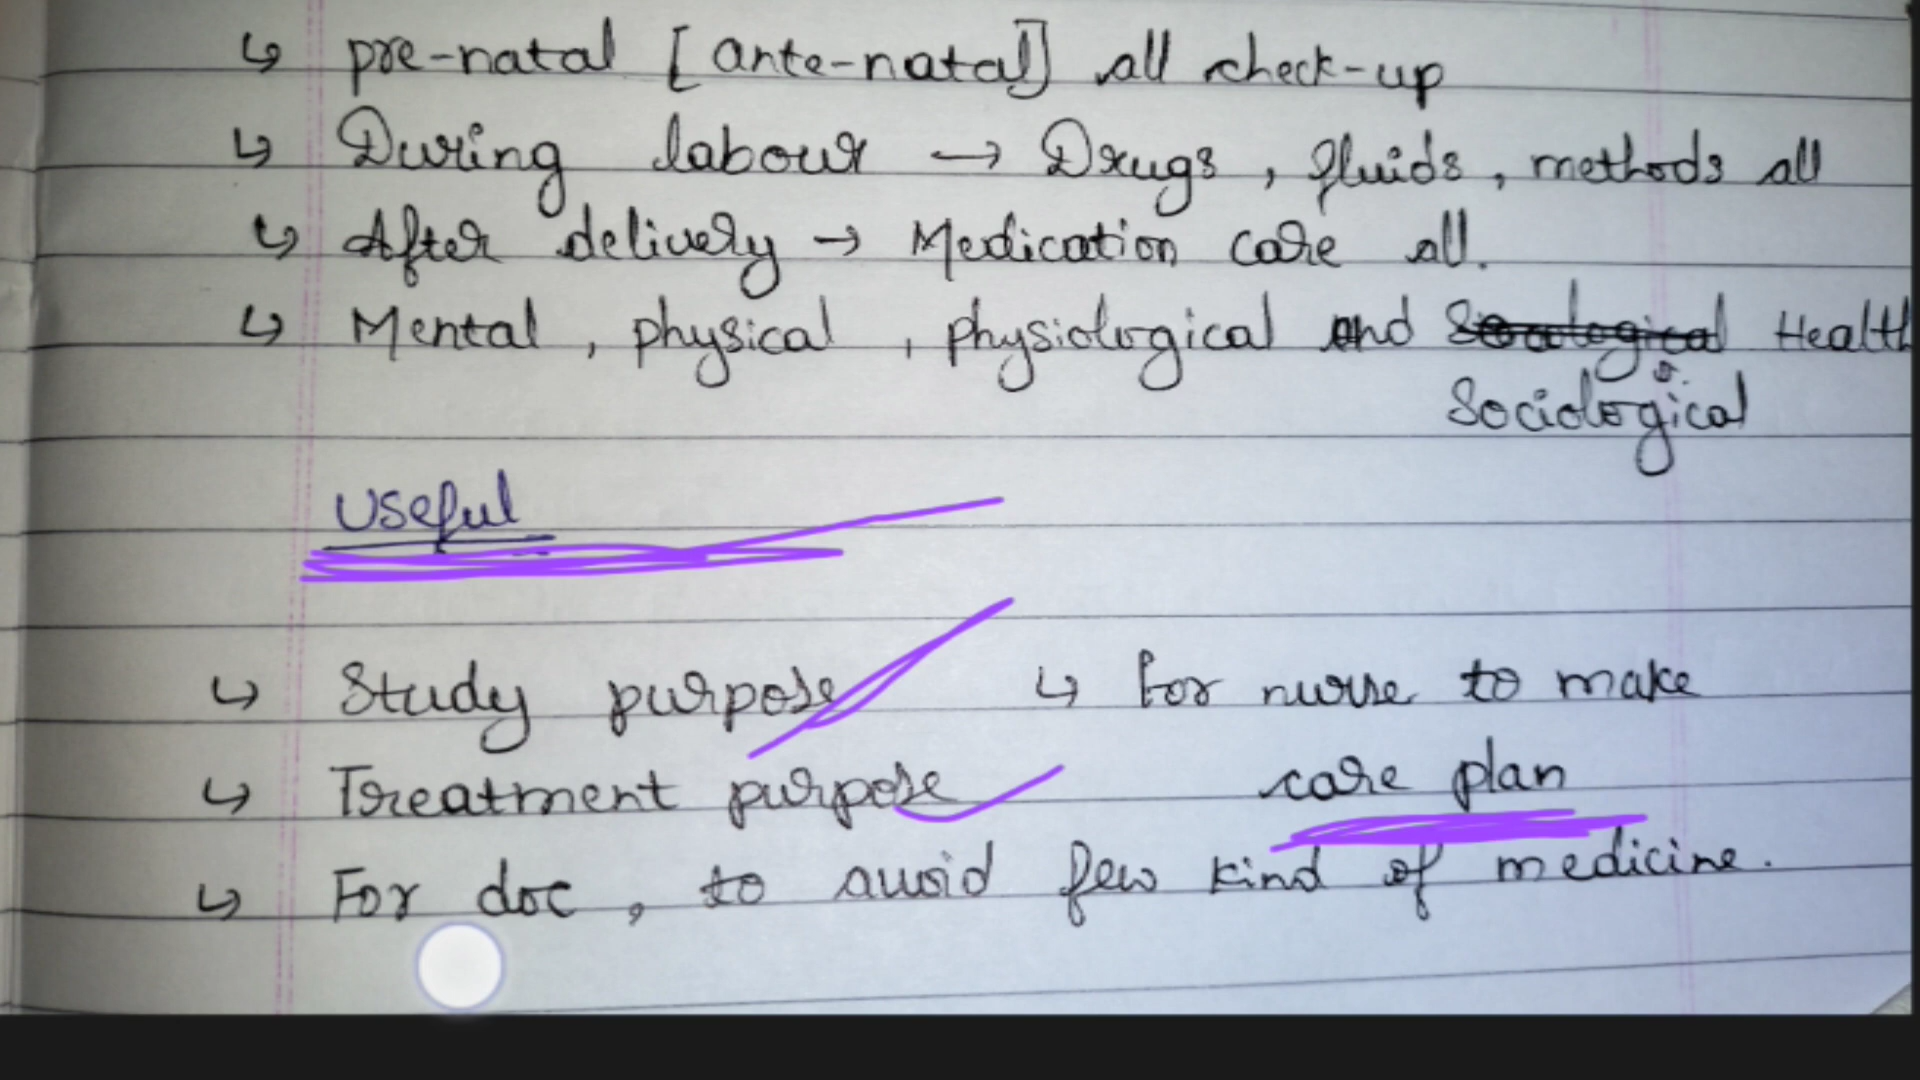 ↳ pre-natal [ante-natal] all check-up
↳ During labour → Drugs, fluids, methods all
↳ After delivery → Medication care all.
↳ Mental, physical, physiological and Health
Sociological
Useful
↳ Study purpose ↳ For nurse to make
↳ Treatment purpose care plan
↳ For doc, to avoid few kind of medicine.